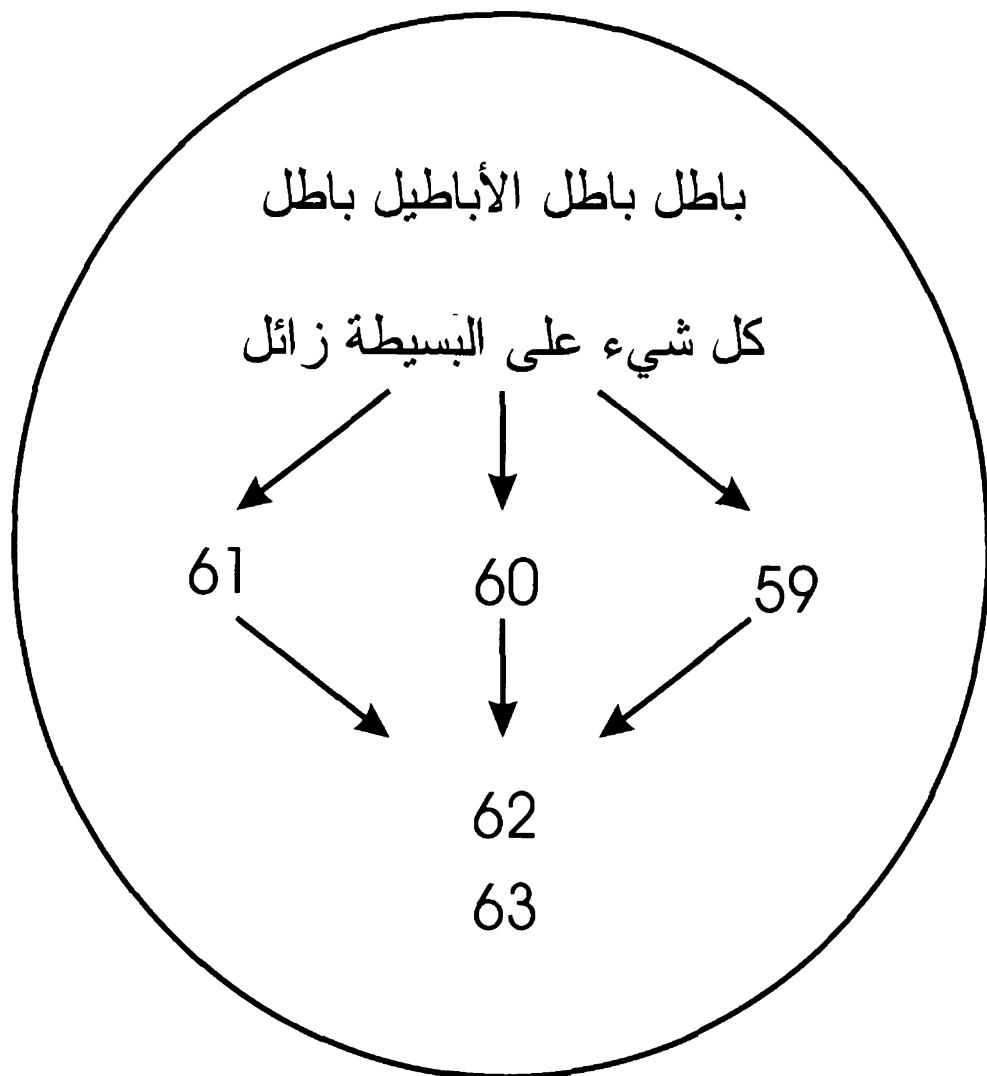 باطل باطل الأباطيل باطل
كل شيء على البسيطة زائل
59 60 61
62
63